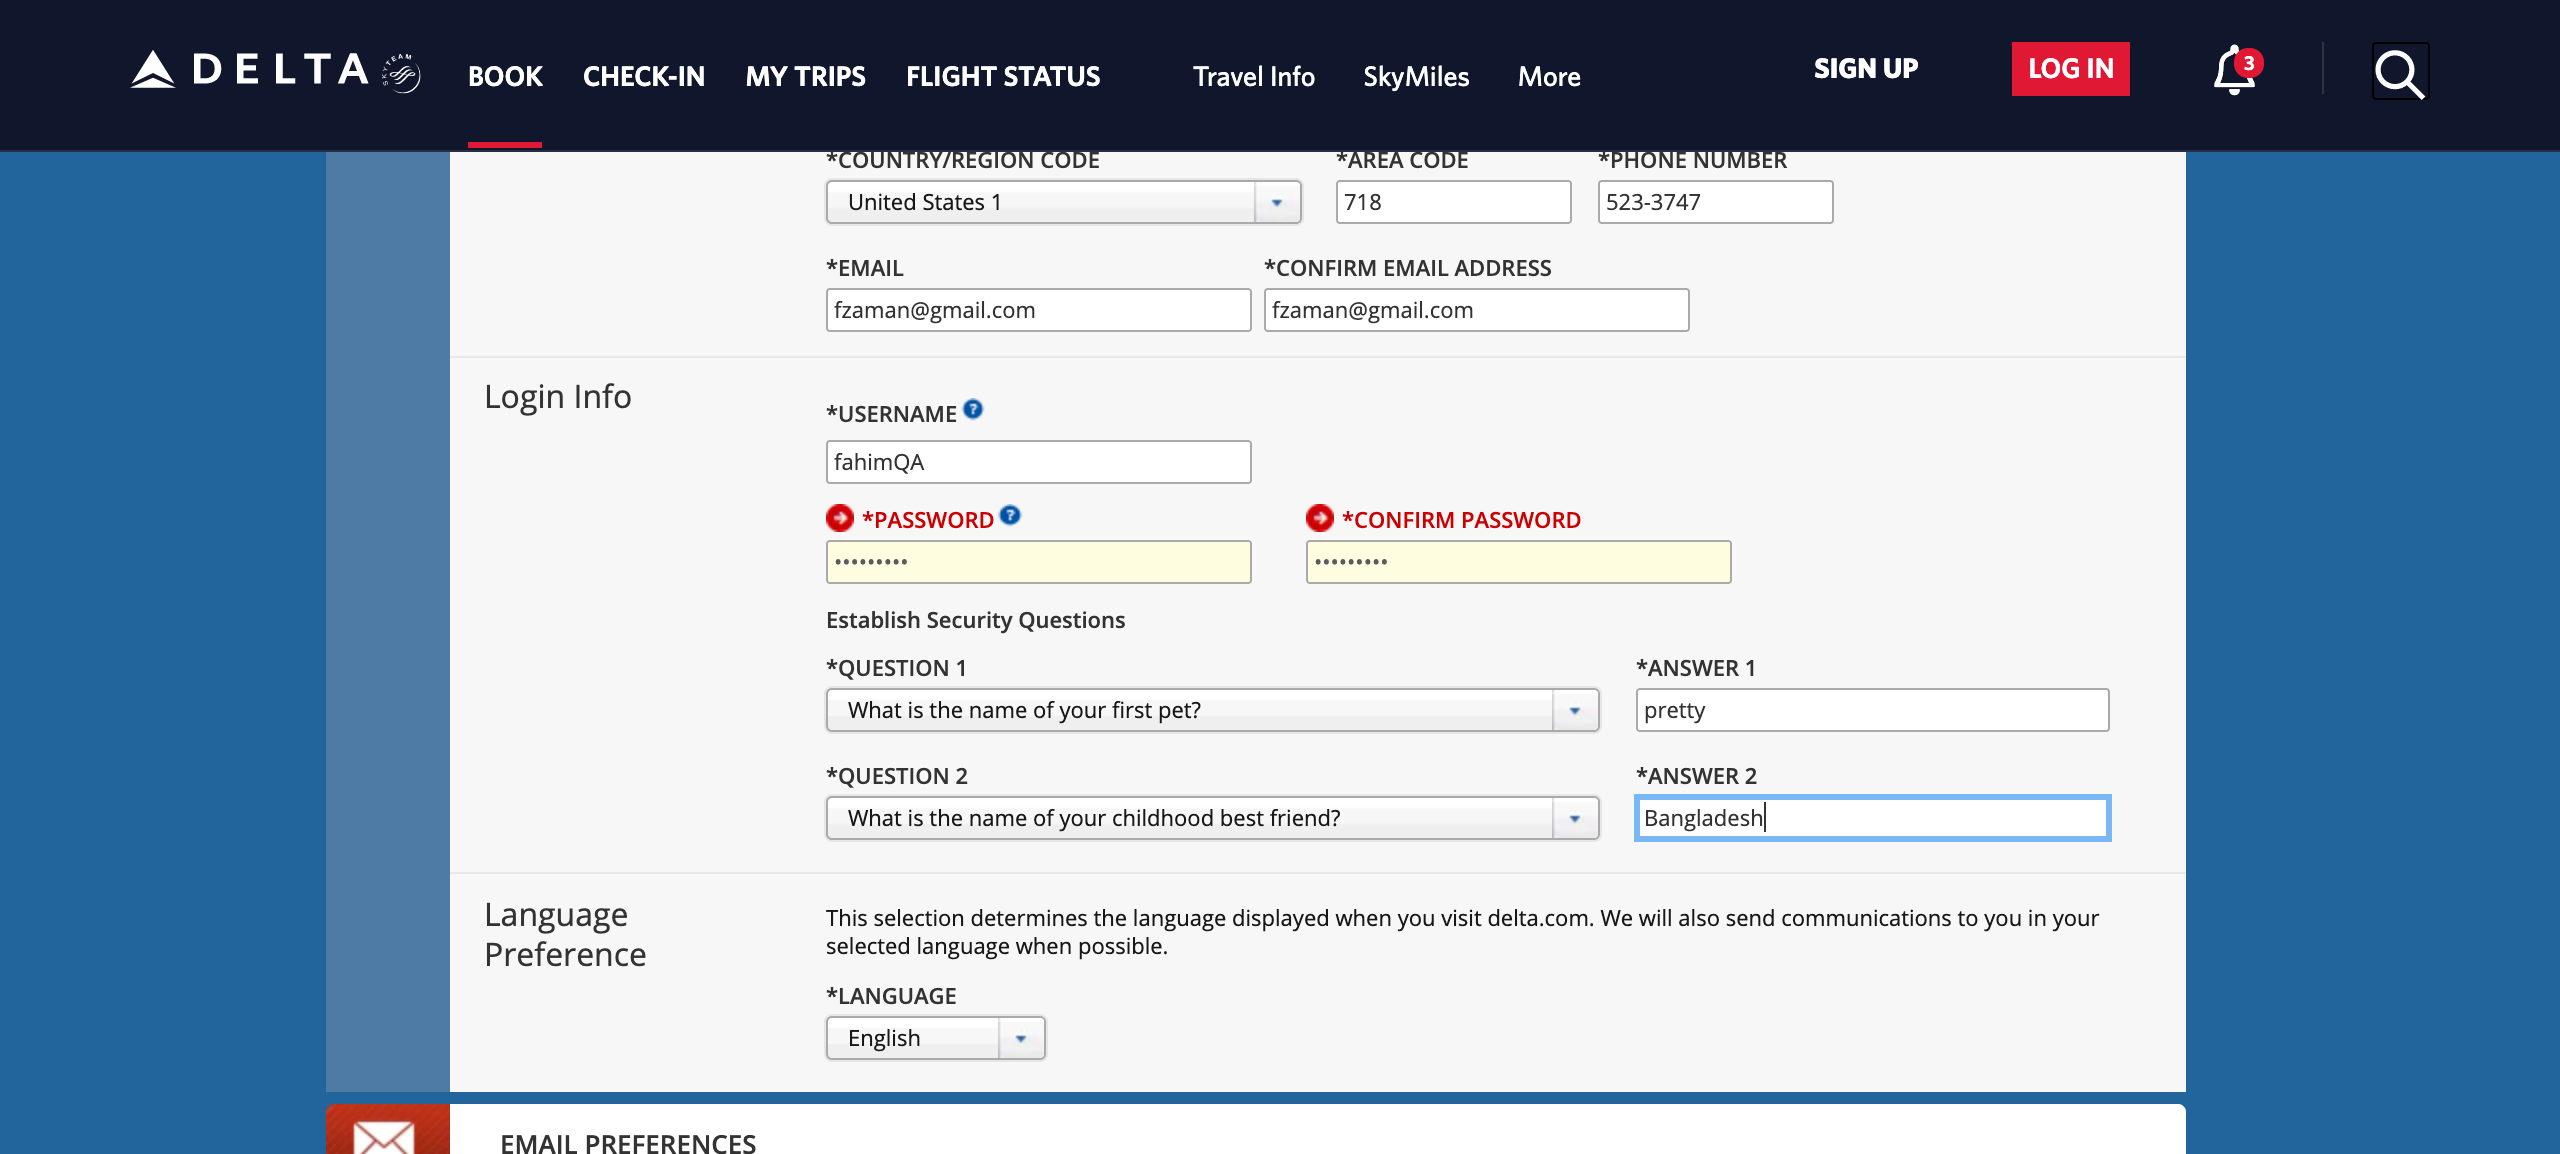 DELTA
SKYTEAM
BOOK CHECK-IN MY TRIPS FLIGHT STATUS Travel Info SkyMiles More SIGN UP LOG IN 3
*COUNTRY/REGION CODE *AREA CODE *PHONE NUMBER
United States 1 718 523-3747
*EMAIL *CONFIRM EMAIL ADDRESS
fzaman@gmail.com fzaman@gmail.com
Login Info
*USERNAME ?
fahimQA
*PASSWORD ? *CONFIRM PASSWORD
••••••••• •••••••••
Establish Security Questions
*QUESTION 1 *ANSWER 1
What is the name of your first pet? pretty
*QUESTION 2 *ANSWER 2
What is the name of your childhood best friend? Bangladesh
Language
Preference
This selection determines the language displayed when you visit delta.com. We will also send communications to you in your
selected language when possible.
*LANGUAGE
English
EMAIL PREFERENCES